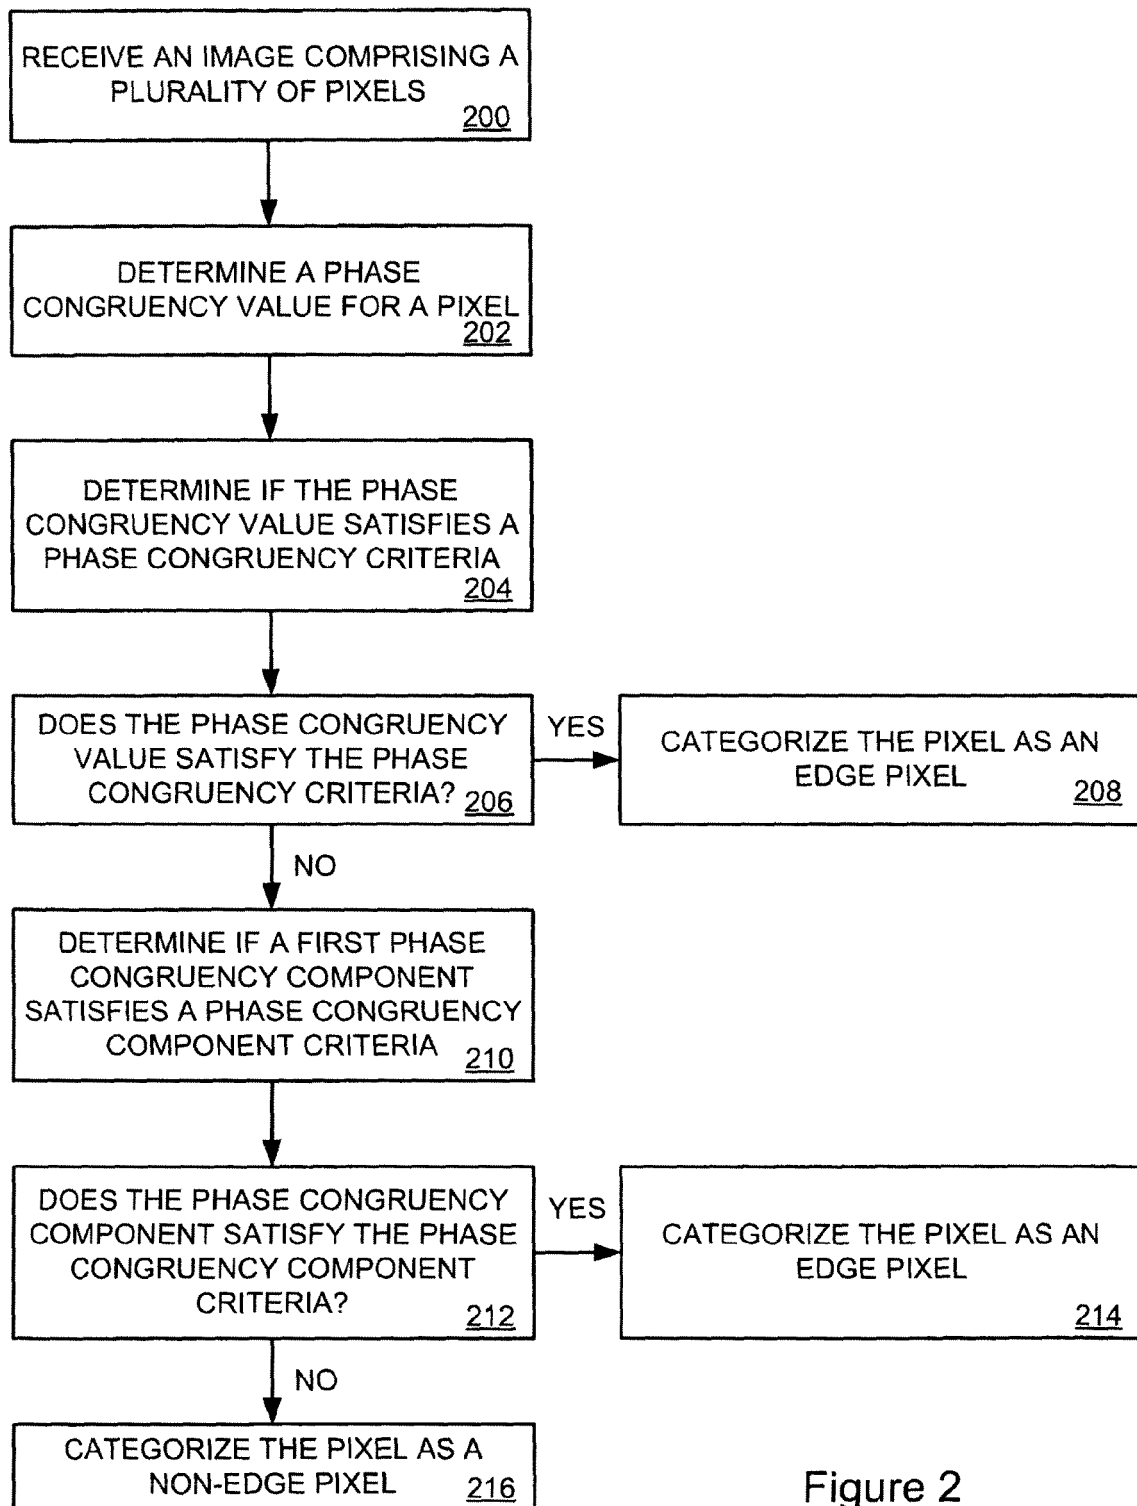 RECEIVE AN IMAGE COMPRISING A
PLURALITY OF PIXELS
200
DETERMINE A PHASE
CONGRUENCY VALUE FOR A PIXEL
202
DETERMINE IF THE PHASE
CONGRUENCY VALUE SATISFIES A
PHASE CONGRUENCY CRITERIA
204
DOES THE PHASE CONGRUENCY
VALUE SATISFY THE PHASE
CONGRUENCY CRITERIA?
206
YES
CATEGORIZE THE PIXEL AS AN
EDGE PIXEL
208
NO
DETERMINE IF A FIRST PHASE
CONGRUENCY COMPONENT
SATISFIES A PHASE CONGRUENCY
COMPONENT CRITERIA
210
DOES THE PHASE CONGRUENCY
COMPONENT SATISFY THE PHASE
CONGRUENCY COMPONENT
CRITERIA?
212
YES
CATEGORIZE THE PIXEL AS AN
EDGE PIXEL
214
NO
CATEGORIZE THE PIXEL AS A
NON-EDGE PIXEL
216
Figure 2